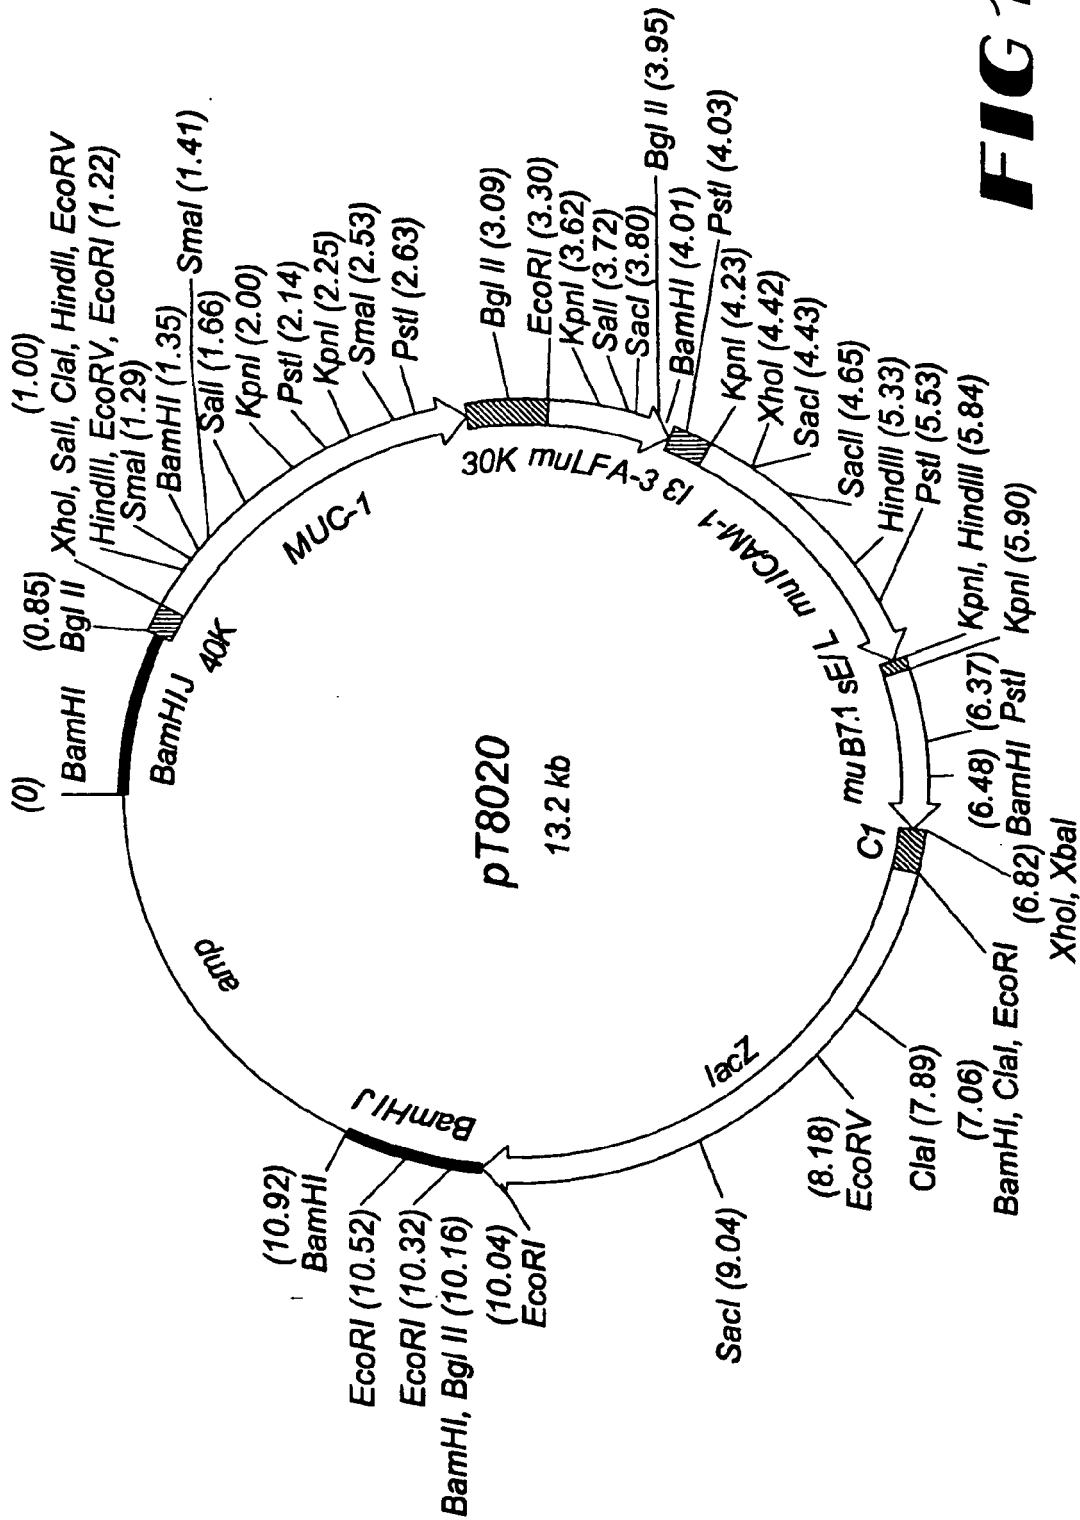 (0)
BamHI
(0.85)
Bgl II
(1.00)
XhoI, SalI, ClaI, HindII, EcoRV
HindIII, EcoRV, EcoRI (1.22)
SmaI (1.29)
BamHI (1.35)
SmaI (1.41)
SalI (1.66)
KpnI (2.00)
PstI (2.14)
KpnI (2.25)
SmaI (2.53)
PstI (2.63)
Bgl II (3.09)
EcoRI (3.30)
KpnI (3.62)
SalI (3.72)
SacI (3.80)
Bgl II (3.95)
BamHII (4.01)
PstI (4.03)
KpnI (4.23)
XhoI (4.42)
SacI (4.43)
SacII (4.65)
HindIII (5.33)
PstI (5.53)
(5.84)
KpnI, HindIII
KpnI (5.90)
(6.37)
PstI
(6.48)
BamHI
(6.82)
XhoI, XbaI
(7.06)
BamHI, ClaI, EcoRI
ClaI (7.89)
(8.18)
EcoRV
SacI (9.04)
(10.04)
EcoRI
BamHI, Bgl II (10.16)
EcoRI (10.32)
EcoRI (10.52)
(10.92)
BamHI
BamHI J
40K
MUC-1
30K
muLFA-3
I3
muICAM-1
sE/L
muB7.1
C1
lacZ
BamHI J
amp
pT8020
13.2 kb
FIG